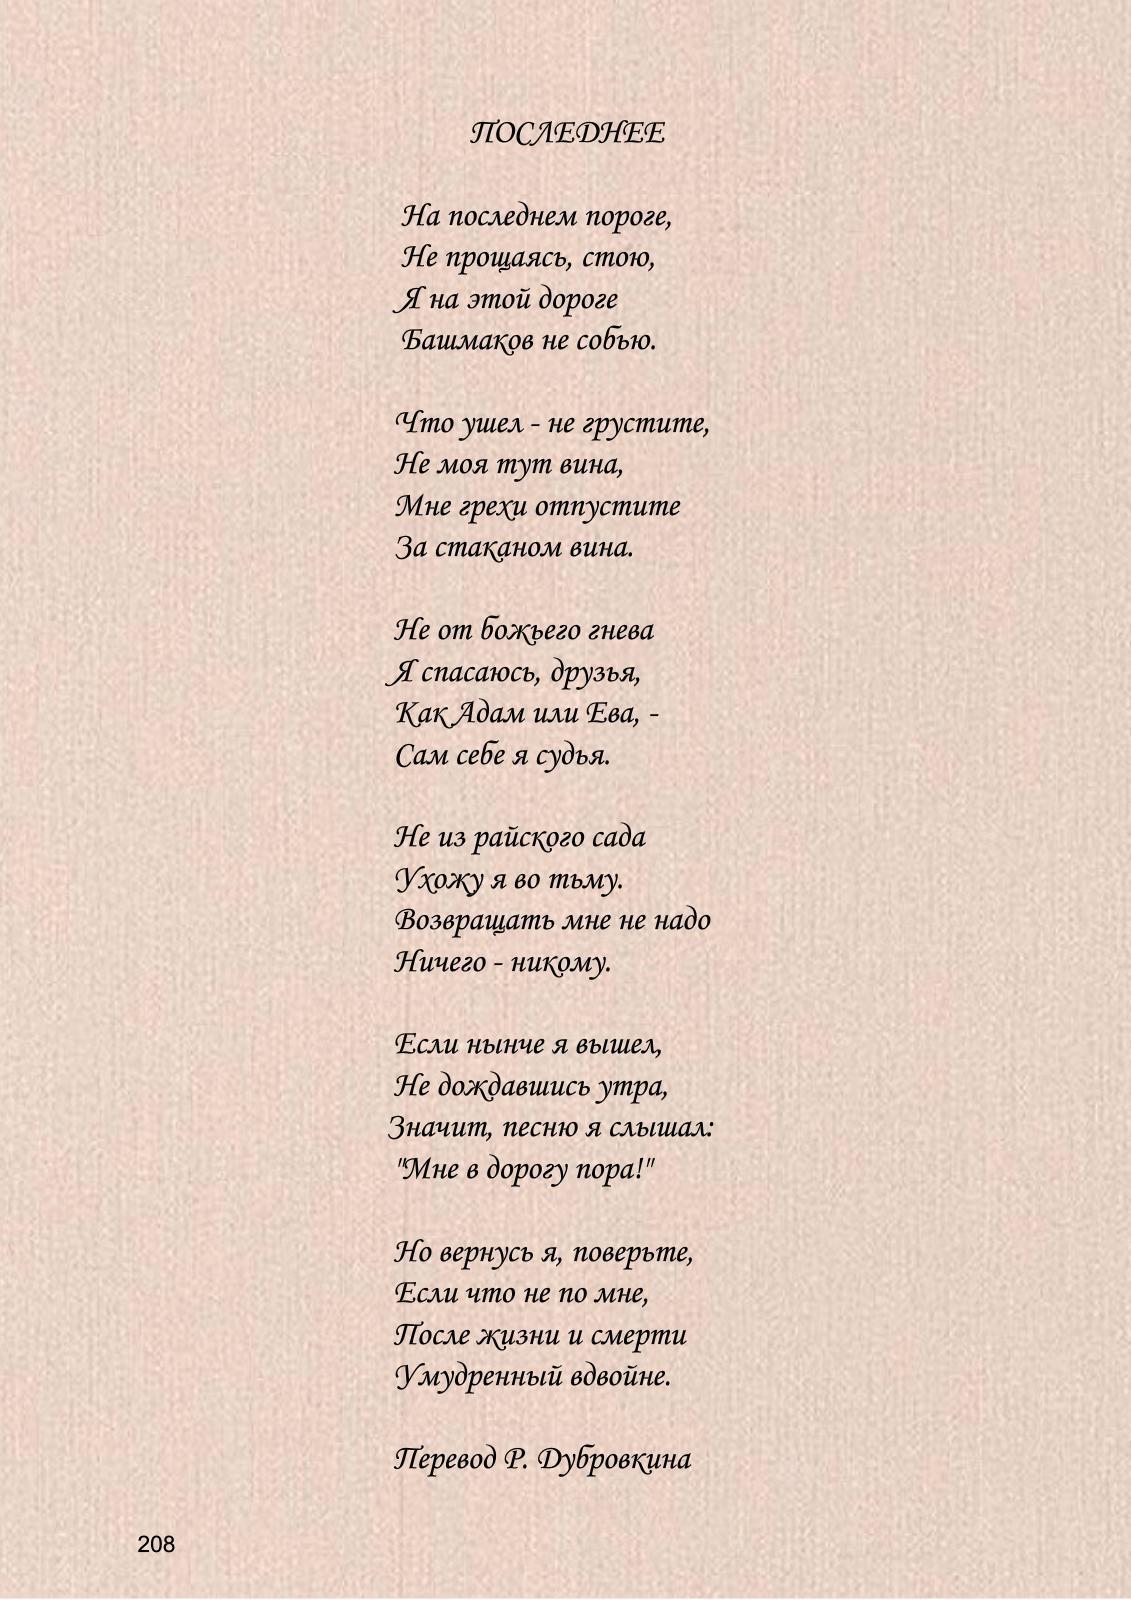 ПОСЛЕДНЕЕ
На последнем пороге,
Не прощаясь, стою,
Я на этой дороге
Башмаков не собью.
Что ушел - не грустите,
Не моя тут вина,
Мне грехи отпустите
За стаканом вина.
Не от божьего гнева
Я спасаюсь, друзья,
Как Адам или Ева, -
Сам себе я судья.
Не из райского сада
Ухожу я во тьму.
Возвращать мне не надо
Ничего - никому.
Если нынче я вышел,
Не дождавшись утра,
Значит, песню я слышал:
"Мне в дорогу пора!"
Но вернусь я, поверьте,
Если что не по мне,
После жизни и смерти
Умудренный вдвойне.
Перевод Р. Дубровкина
208